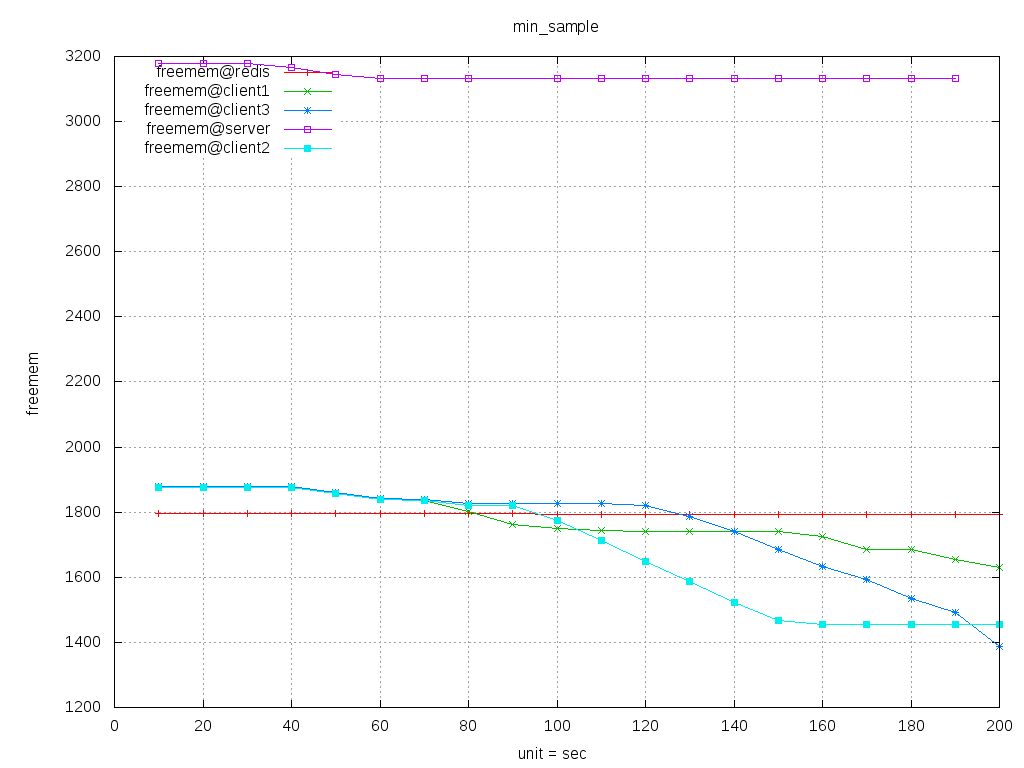 min_sample
3200
3000
2800
2600
2400
2200
2000
1800
1600
1400
1200
freemem
freemem@redis
freemem@client1
freemem@client3
freemem@server
freemem@client2
0 20 40 60 80 100 120 140 160 180 200
unit = sec